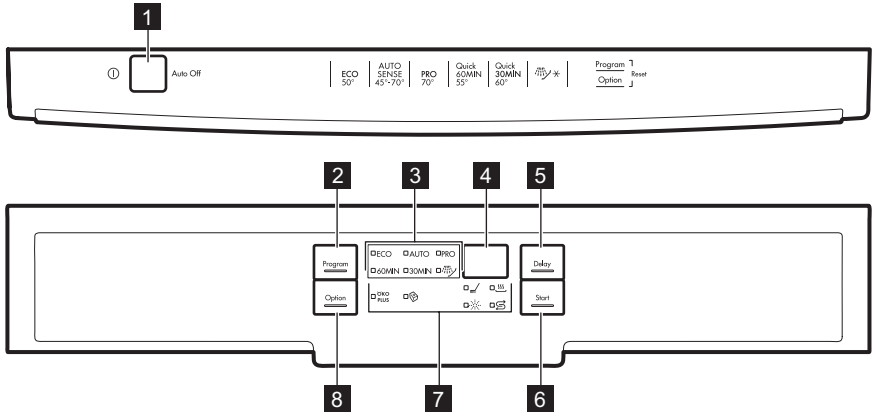 1
Auto Off
ECO 50°
AUTO SENSE 45°-70°
PRO 70°
Quick 60MIN 55°
Quick 30MIN 60°
Program
Option
Reset
2
3
4
5
Program
ECO AUTO PRO
60MIN 30MIN
Delay
Option
ÖKO PLUS
Start
8
7
6